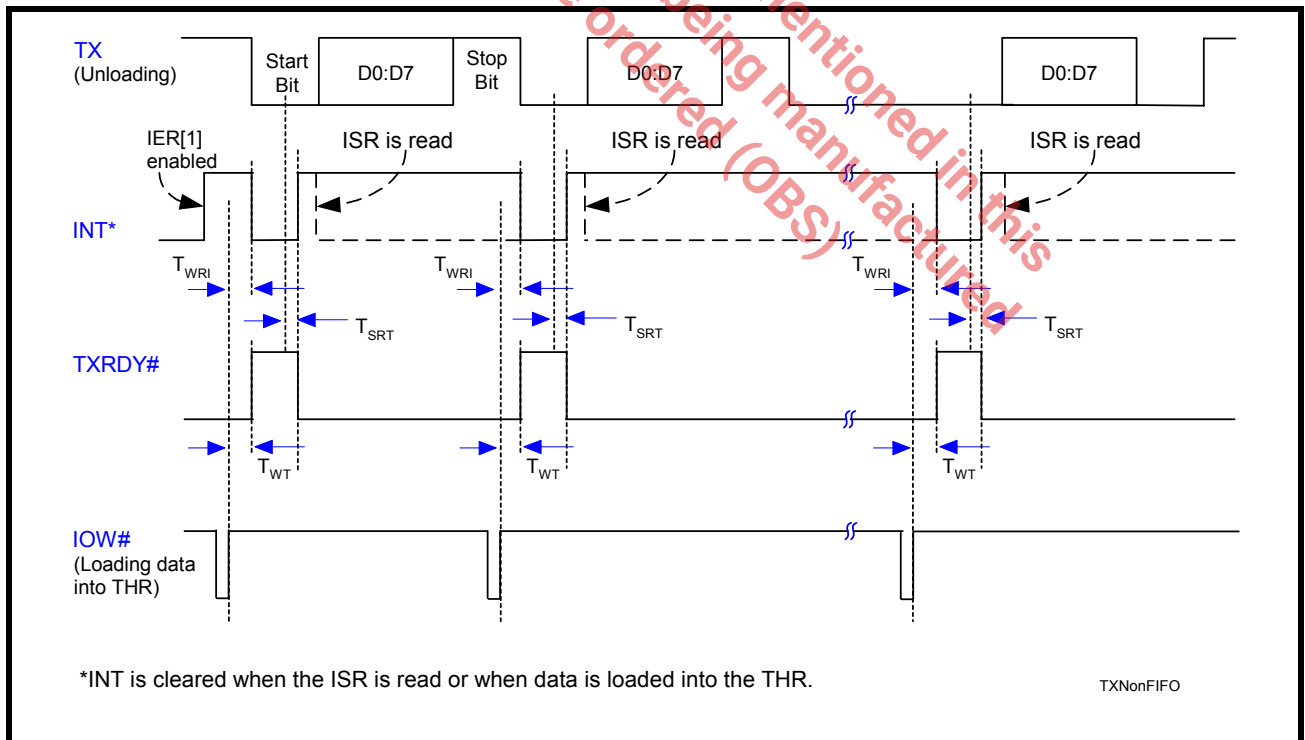 TX
(Unloading)
Start
Bit
D0:D7
Stop
Bit
D0:D7
D0:D7
IER[1]
enabled
ISR is read
ISR is read
ISR is read
INT*
TWRI
TWRI
TWRI
TSRT
TSRT
TSRT
TXRDY#
TWT
TWT
TWT
IOW#
(Loading data
into THR)
*INT is cleared when the ISR is read or when data is loaded into the THR.
TXNonFIFO
mentioned in this
being manufactured
ordered (OBS)